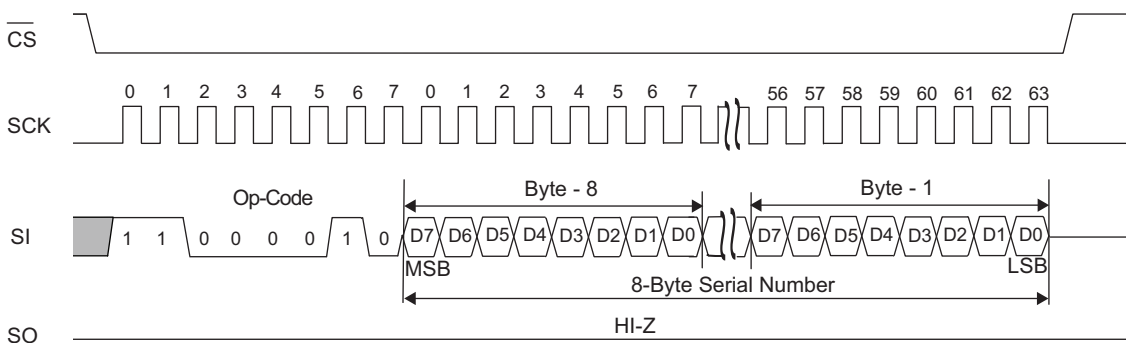 CS
0 1 2 3 4 5 6 7 0 1 2 3 4 5 6 7 56 57 58 59 60 61 62 63
SCK
Op-Code Byte - 8 Byte - 1
SI 1 1 0 0 0 0 1 0 D7 D6 D5 D4 D3 D2 D1 D0 D7 D6 D5 D4 D3 D2 D1 D0
MSB LSB
8-Byte Serial Number
HI-Z
SO